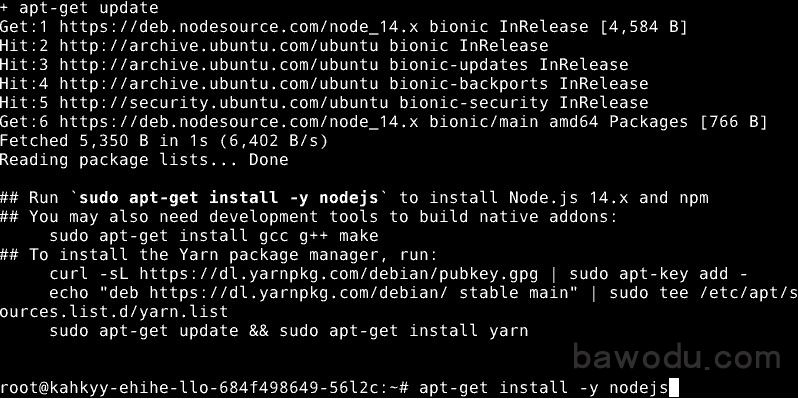 + apt-get update
Get:1 https://deb.nodesource.com/node_14.x bionic InRelease [4,584 B]
Hit:2 http://archive.ubuntu.com/ubuntu bionic InRelease
Hit:3 http://archive.ubuntu.com/ubuntu bionic-updates InRelease
Hit:4 http://archive.ubuntu.com/ubuntu bionic-backports InRelease
Hit:5 http://security.ubuntu.com/ubuntu bionic-security InRelease
Get:6 https://deb.nodesource.com/node_14.x bionic/main amd64 Packages [766 B]
Fetched 5,350 B in 1s (6,402 B/s)
Reading package lists... Done
## Run `sudo apt-get install -y nodejs` to install Node.js 14.x and npm
## You may also need development tools to build native addons:
     sudo apt-get install gcc g++ make
## To install the Yarn package manager, run:
     curl -sL https://dl.yarnpkg.com/debian/pubkey.gpg | sudo apt-key add -
     echo "deb https://dl.yarnpkg.com/debian/ stable main" | sudo tee /etc/apt/s
ources.list.d/yarn.list
     sudo apt-get update && sudo apt-get install yarn
bawodu.com
root@kahkyy-ehihe-llo-684f498649-56l2c:~# apt-get install -y nodejs